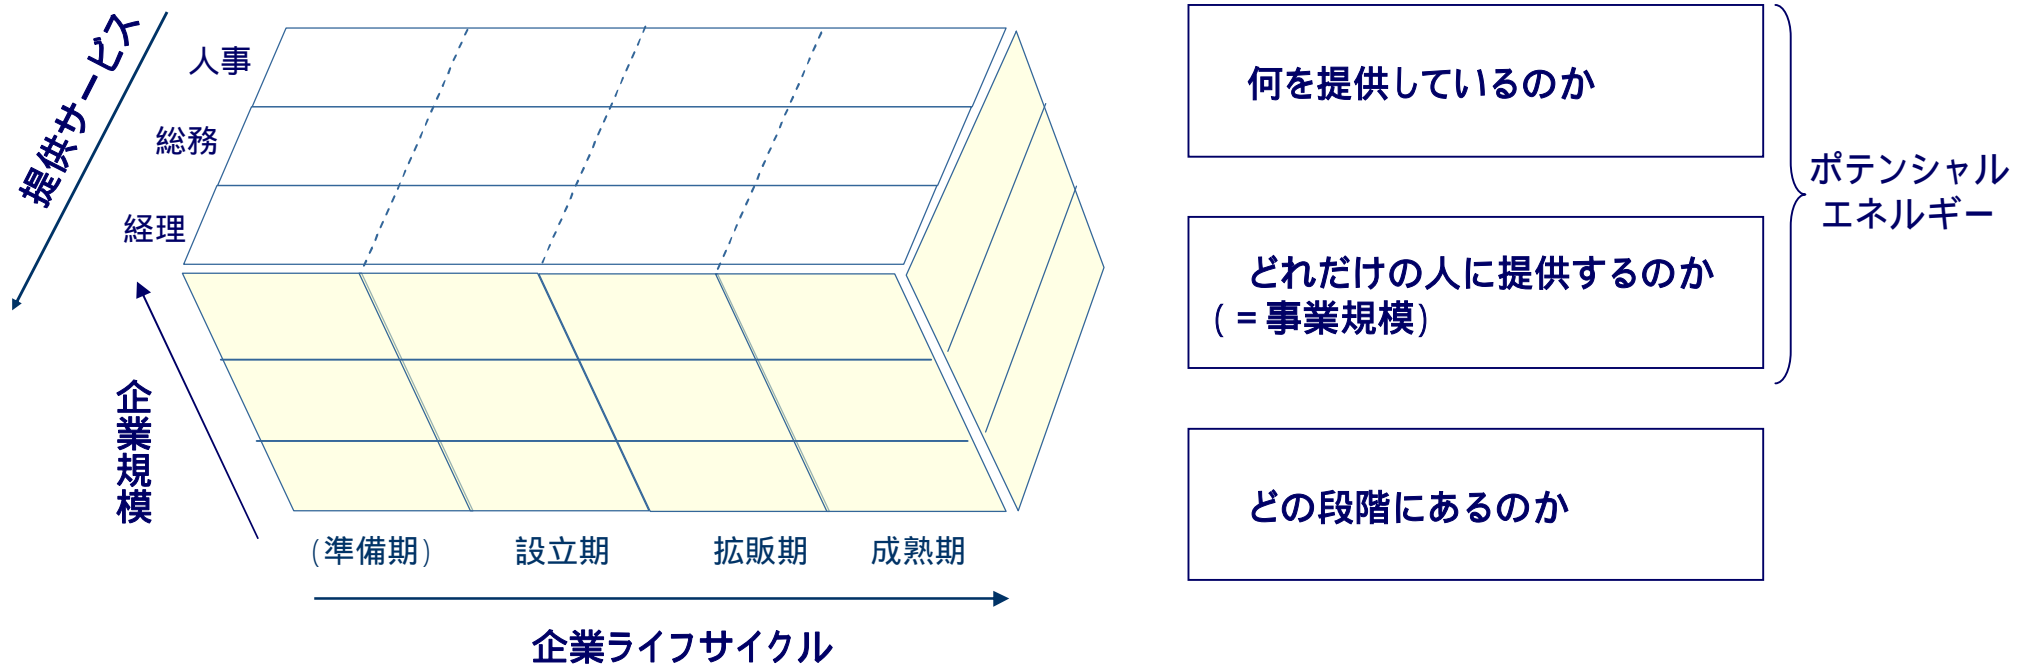 提供サービス
人事
総務
経理
企業規模
(準備期)
設立期
拡販期
成熟期
企業ライフサイクル
何を提供しているのか
どれだけの人に提供するのか
(=事業規模)
どの段階にあるのか
ポテンシャル
エネルギー